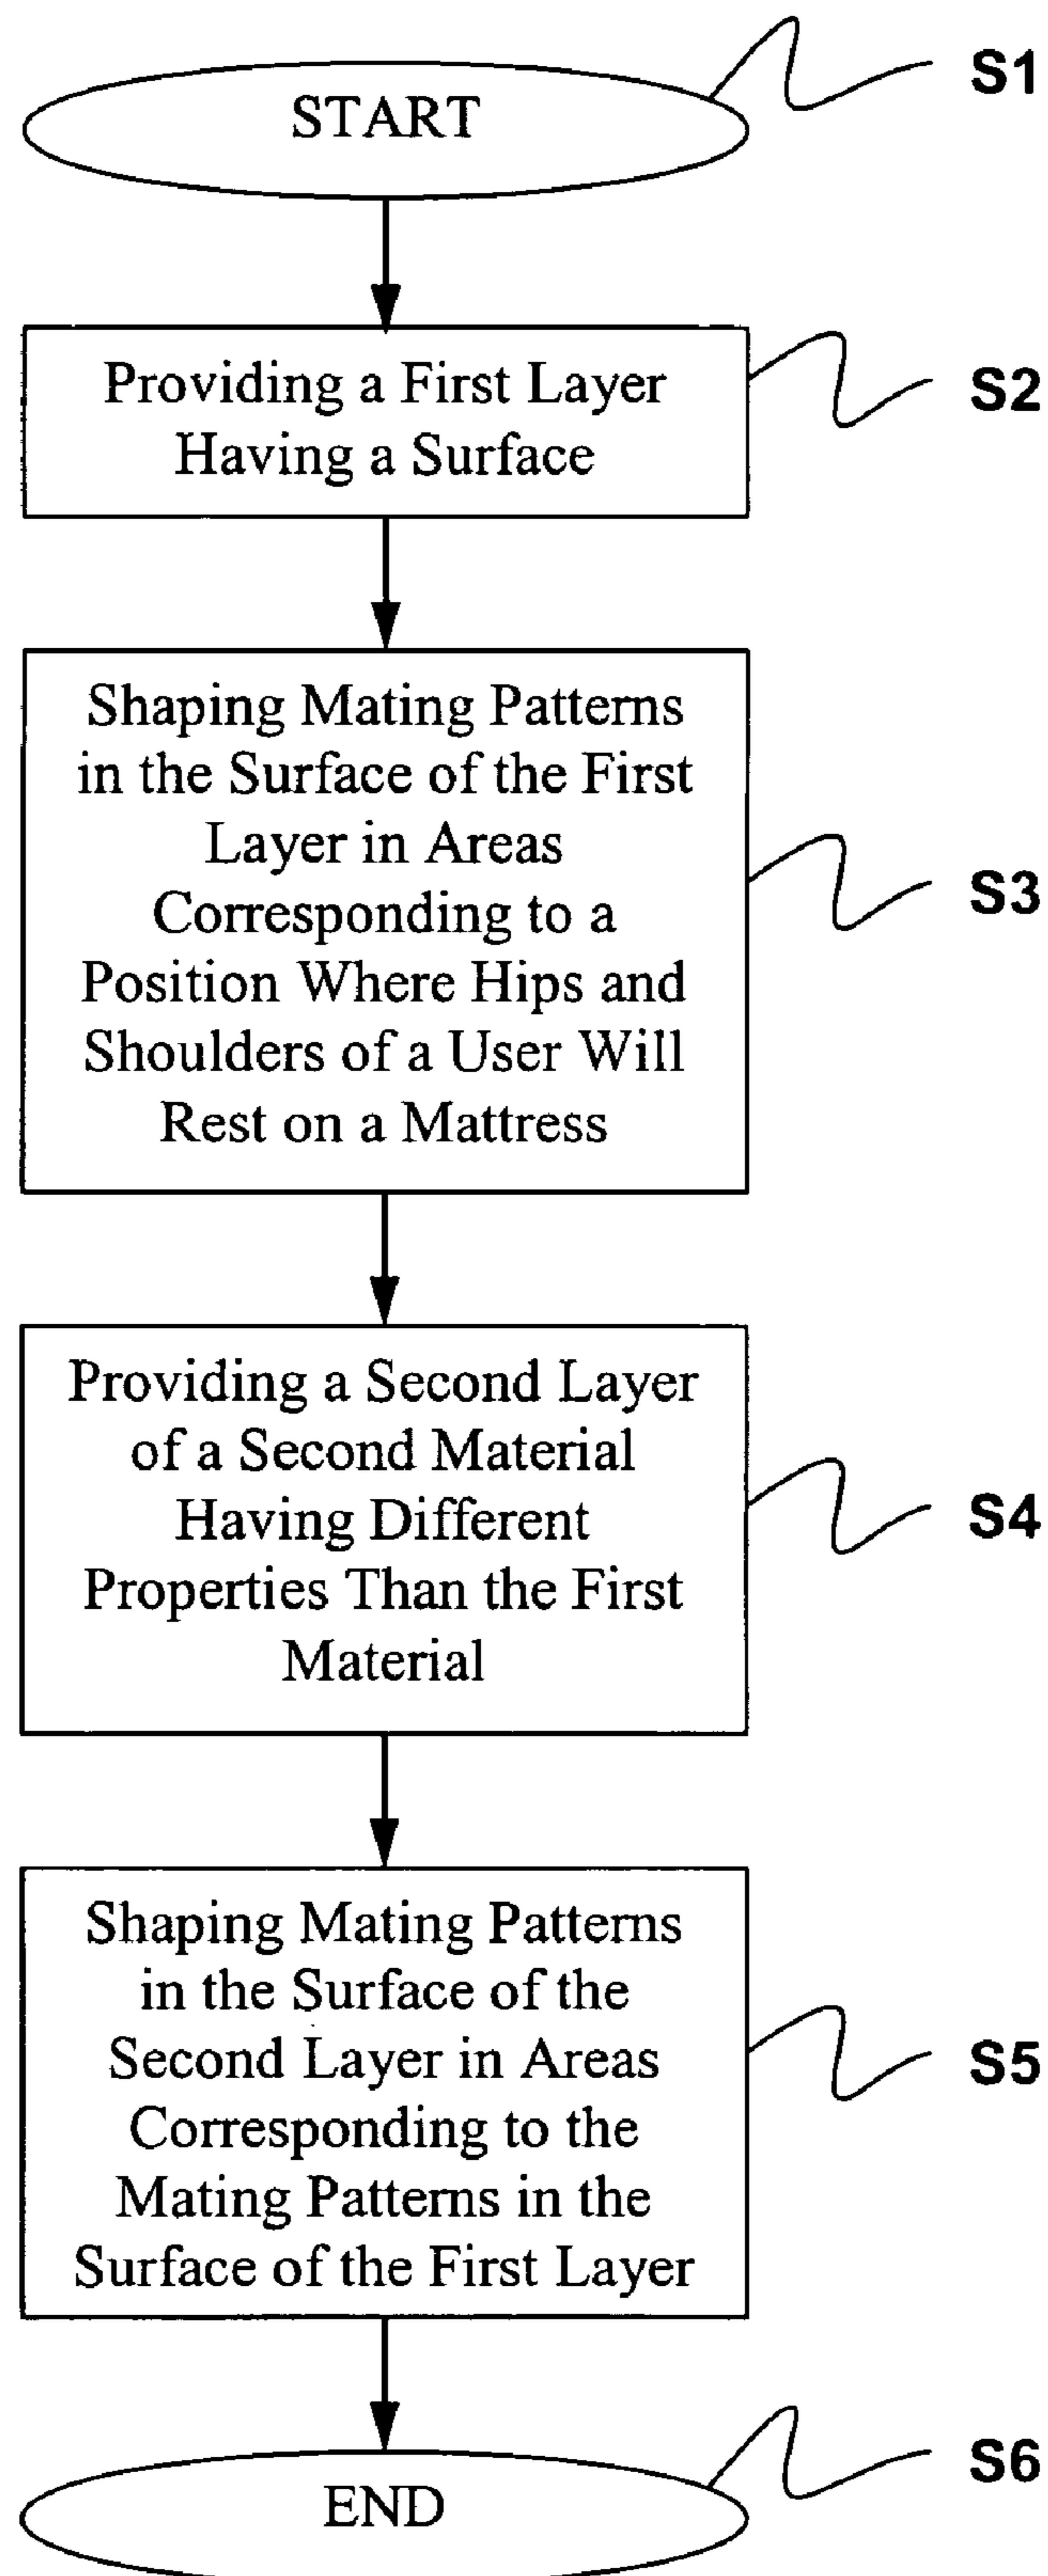 START
S1
Providing a First Layer
Having a Surface
S2
Shaping Mating Patterns
in the Surface of the First
Layer in Areas
Corresponding to a
Position Where Hips and
Shoulders of a User Will
Rest on a Mattress
S3
Providing a Second Layer
of a Second Material
Having Different
Properties Than the First
Material
S4
Shaping Mating Patterns
in the Surface of the
Second Layer in Areas
Corresponding to the
Mating Patterns in the
Surface of the First Layer
S5
END
S6